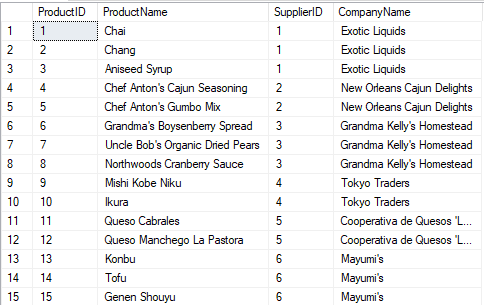 ProductID ProductName SupplierID CompanyName
1 1 Chai 1 Exotic Liquids
2 2 Chang 1 Exotic Liquids
3 3 Aniseed Syrup 1 Exotic Liquids
4 4 Chef Anton's Cajun Seasoning 2 New Orleans Cajun Delights
5 5 Chef Anton's Gumbo Mix 2 New Orleans Cajun Delights
6 6 Grandma's Boysenberry Spread 3 Grandma Kelly's Homestead
7 7 Uncle Bob's Organic Dried Pears 3 Grandma Kelly's Homestead
8 8 Northwoods Cranberry Sauce 3 Grandma Kelly's Homestead
9 9 Mishi Kobe Niku 4 Tokyo Traders
10 10 Ikura 4 Tokyo Traders
11 11 Queso Cabrales 5 Cooperativa de Quesos 'L...
12 12 Queso Manchego La Pastora 5 Cooperativa de Quesos 'L...
13 13 Konbu 6 Mayumi's
14 14 Tofu 6 Mayumi's
15 15 Genen Shouyu 6 Mayumi's